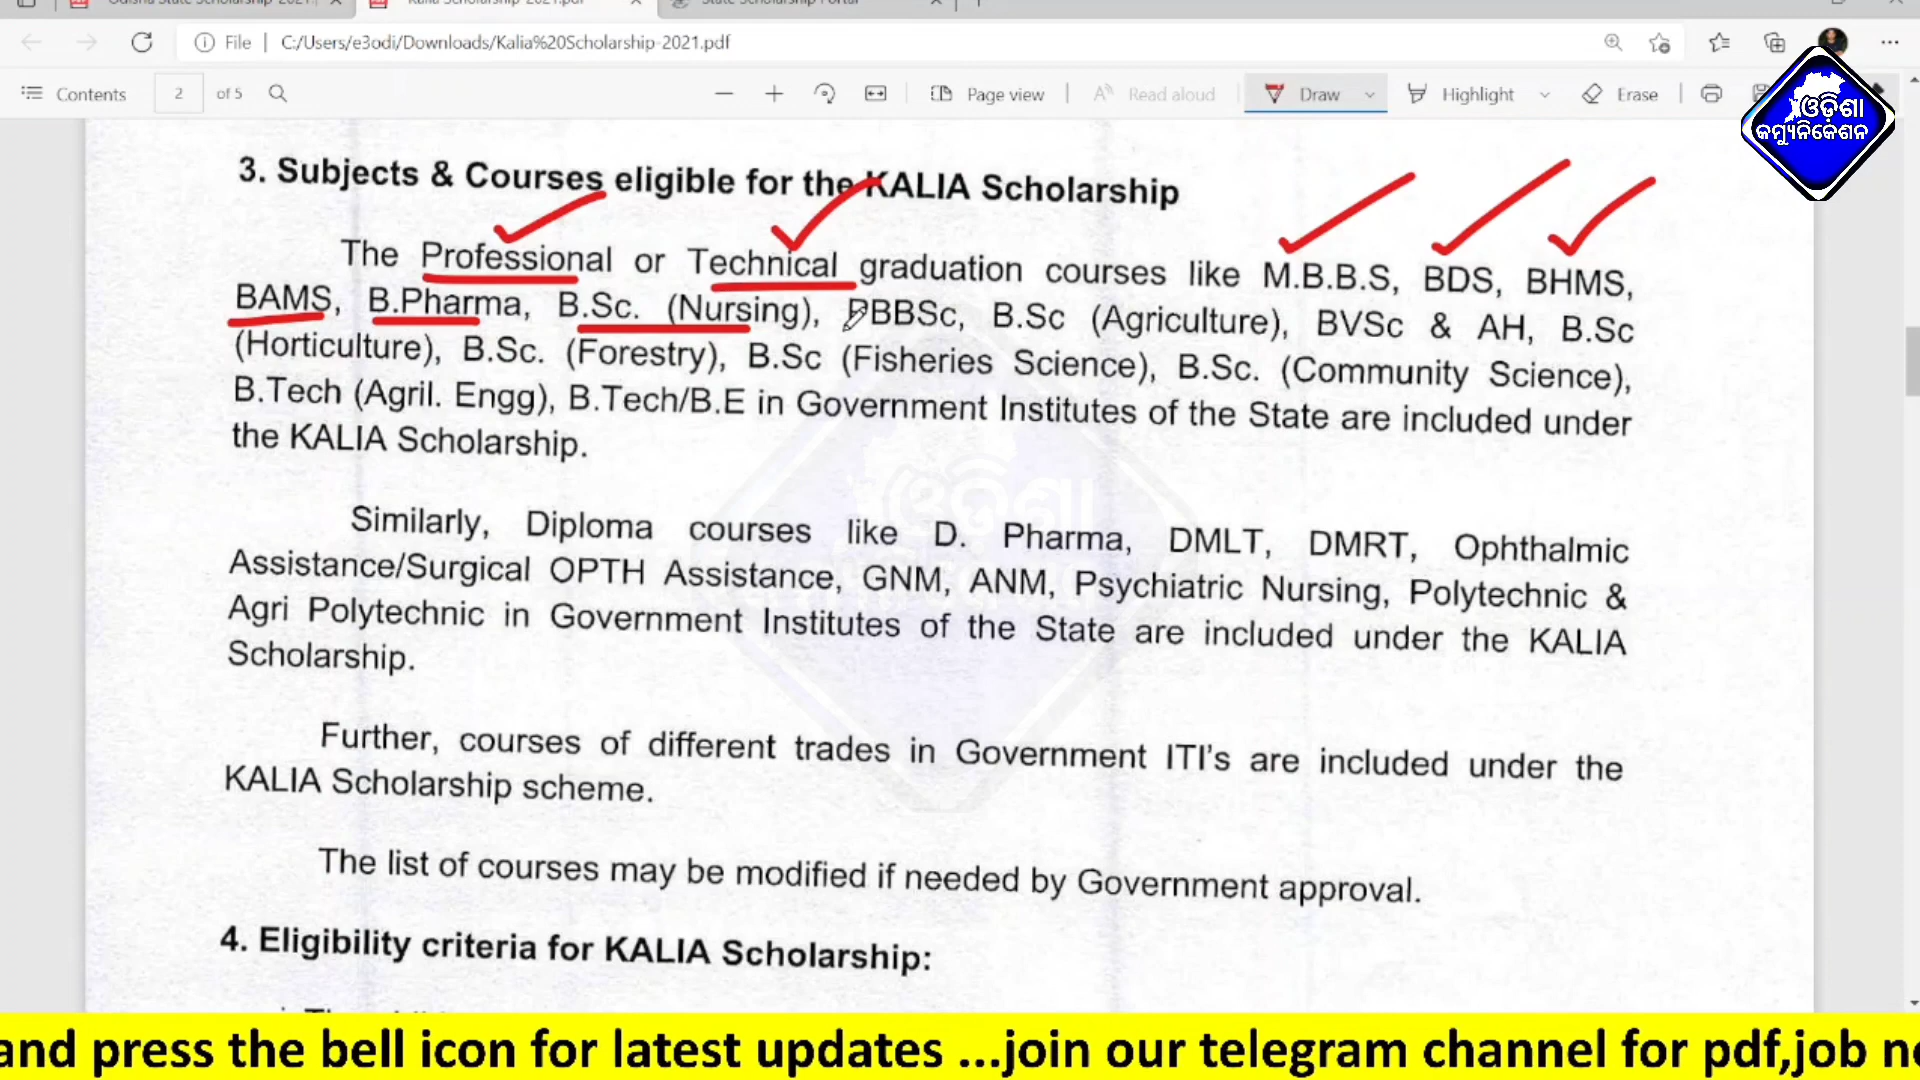 Kalia Scholarship-2021.pdf
State Scholarship Portal
File
C:/Users/e3odi/Downloads/Kalia%20Scholarship-2021.pdf
Contents 2 of 5
Page view Read aloud Draw Highlight Erase
ଓଡ଼ିଶା
କମ୍ୟୁନିକେଶନ
3. Subjects & Courses eligible for the KALIA Scholarship
The Professional or Technical graduation courses like M.B.B.S, BDS, BHMS,
BAMS, B.Pharma, B.Sc. (Nursing), PBBSc, B.Sc (Agriculture), BVSc & AH, B.Sc
(Horticulture), B.Sc. (Forestry), B.Sc (Fisheries Science), B.Sc. (Community Science),
B.Tech (Agril. Engg), B.Tech/B.E in Government Institutes of the State are included under
the KALIA Scholarship.
Similarly, Diploma courses like D. Pharma, DMLT, DMRT, Ophthalmic
Assistance/Surgical OPTH Assistance, GNM, ANM, Psychiatric Nursing, Polytechnic &
Agri Polytechnic in Government Institutes of the State are included under the KALIA
Scholarship.
Further, courses of different trades in Government ITI's are included under the
KALIA Scholarship scheme.
The list of courses may be modified if needed by Government approval.
4. Eligibility criteria for KALIA Scholarship:
and press the bell icon for latest updates ...join our telegram channel for pdf,job